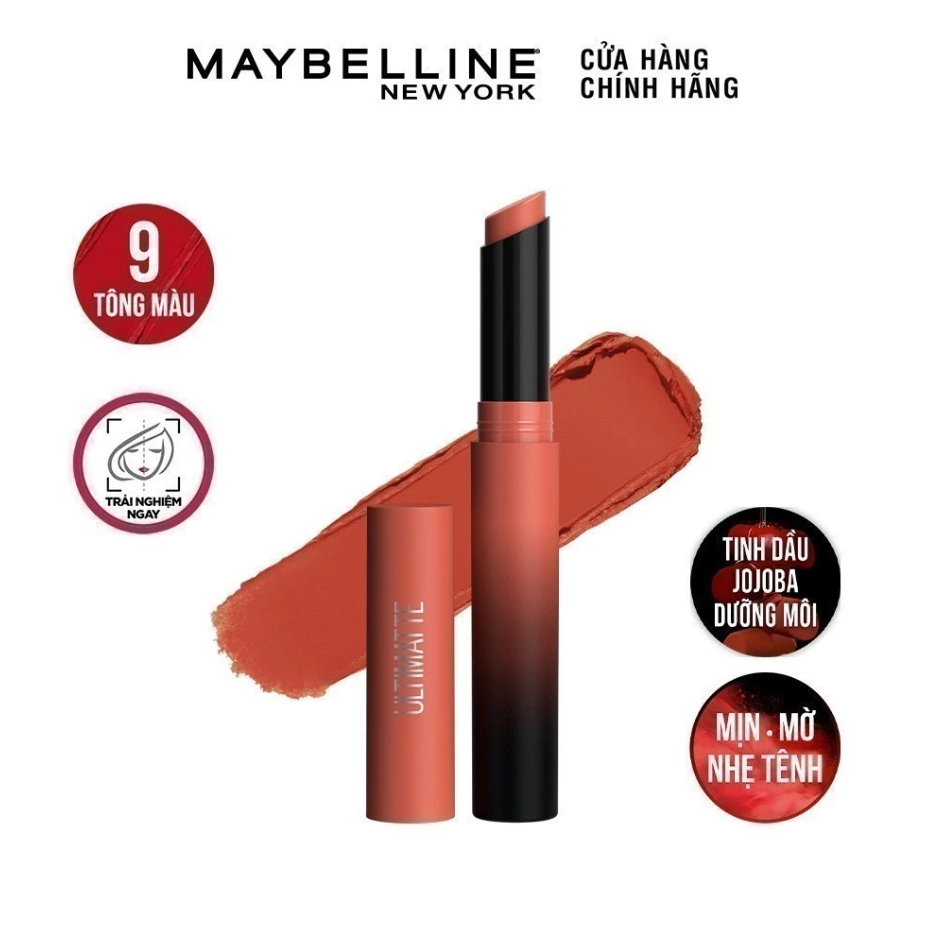 MAYBELLINE
NEW YORK
CỬA HÀNG
CHÍNH HÃNG
9
TÔNG MÀU
TRẢI NGHIỆM
NGAY
ULTIMATTE
TINH DẦU
JOJOBA
DƯỠNG MÔI
MỊN . MỜ
NHẸ TÊNH